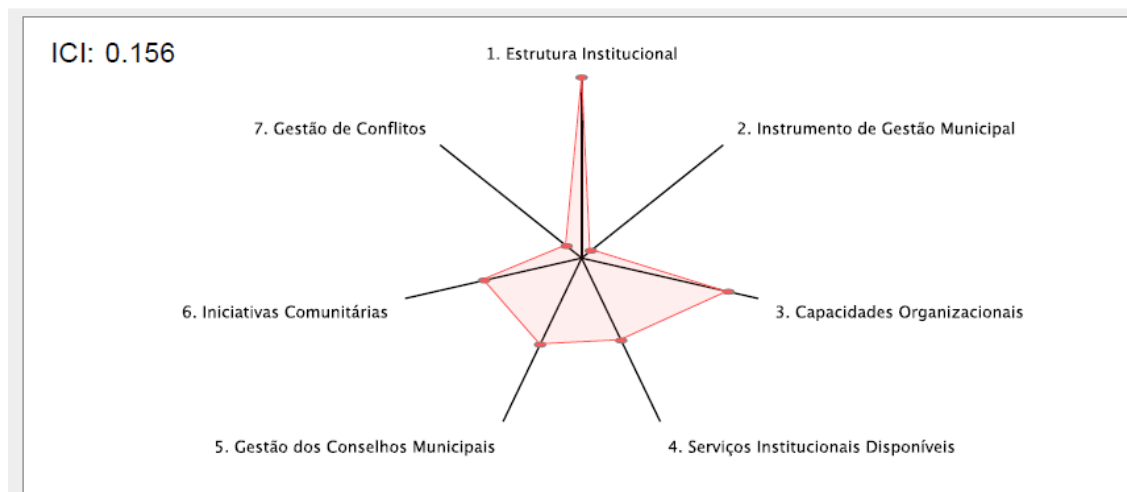 ICI: 0.156
1. Estrutura Institucional
7. Gestão de Conflitos
2. Instrumento de Gestão Municipal
6. Iniciativas Comunitárias
3. Capacidades Organizacionais
5. Gestão dos Conselhos Municipais
4. Serviços Institucionais Disponíveis